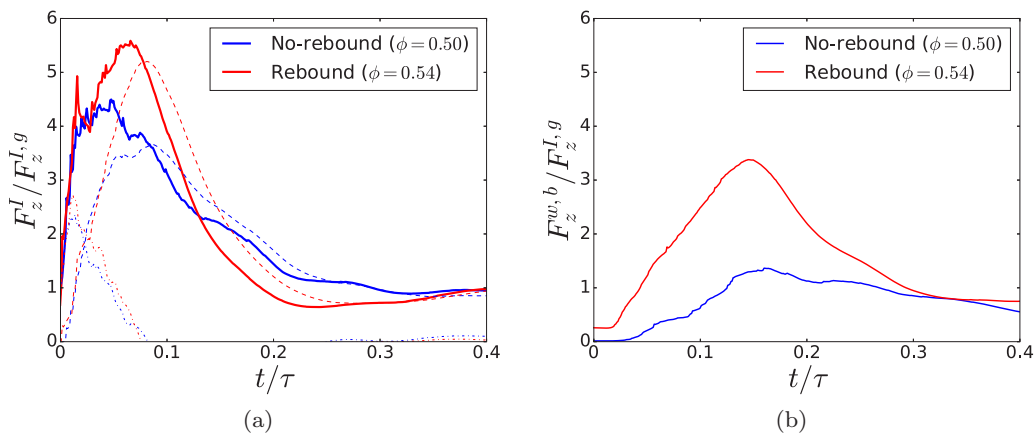 6
5
4
3
2
1
0
0
0.1
0.2
0.3
0.4
F_z^I/F_z^{I,g}
t/τ
No-rebound (ϕ=0.50)
Rebound (ϕ=0.54)
(a)
6
5
4
3
2
1
0
0
0.1
0.2
0.3
0.4
F_z^{w,b}/F_z^{I,g}
t/τ
No-rebound (ϕ=0.50)
Rebound (ϕ=0.54)
(b)